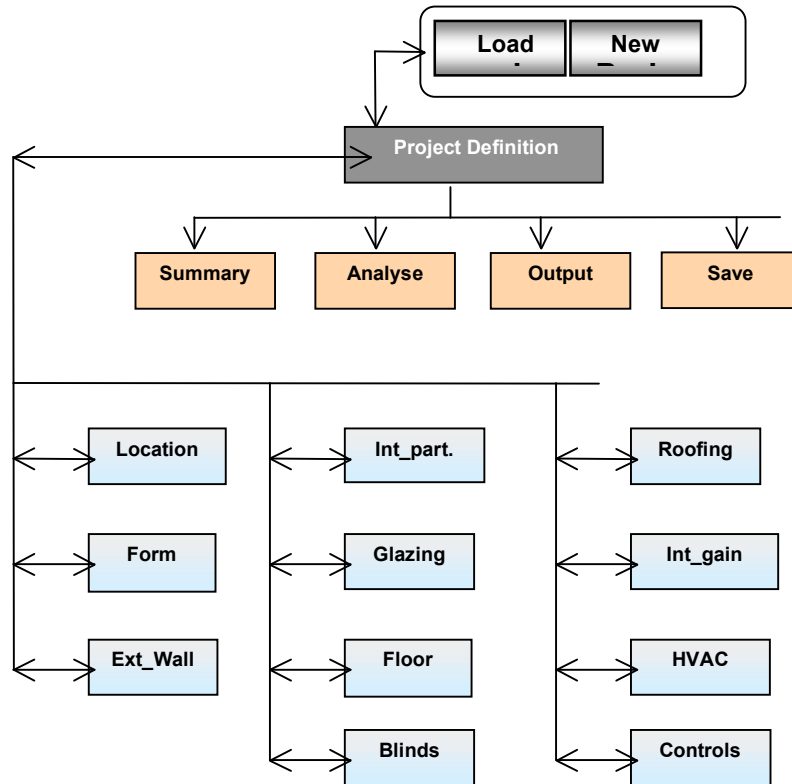 Load
New
Project Definition
Summary
Analyse
Output
Save
Location
Int_part.
Roofing
Form
Glazing
Int_gain
Ext_Wall
Floor
HVAC
Blinds
Controls